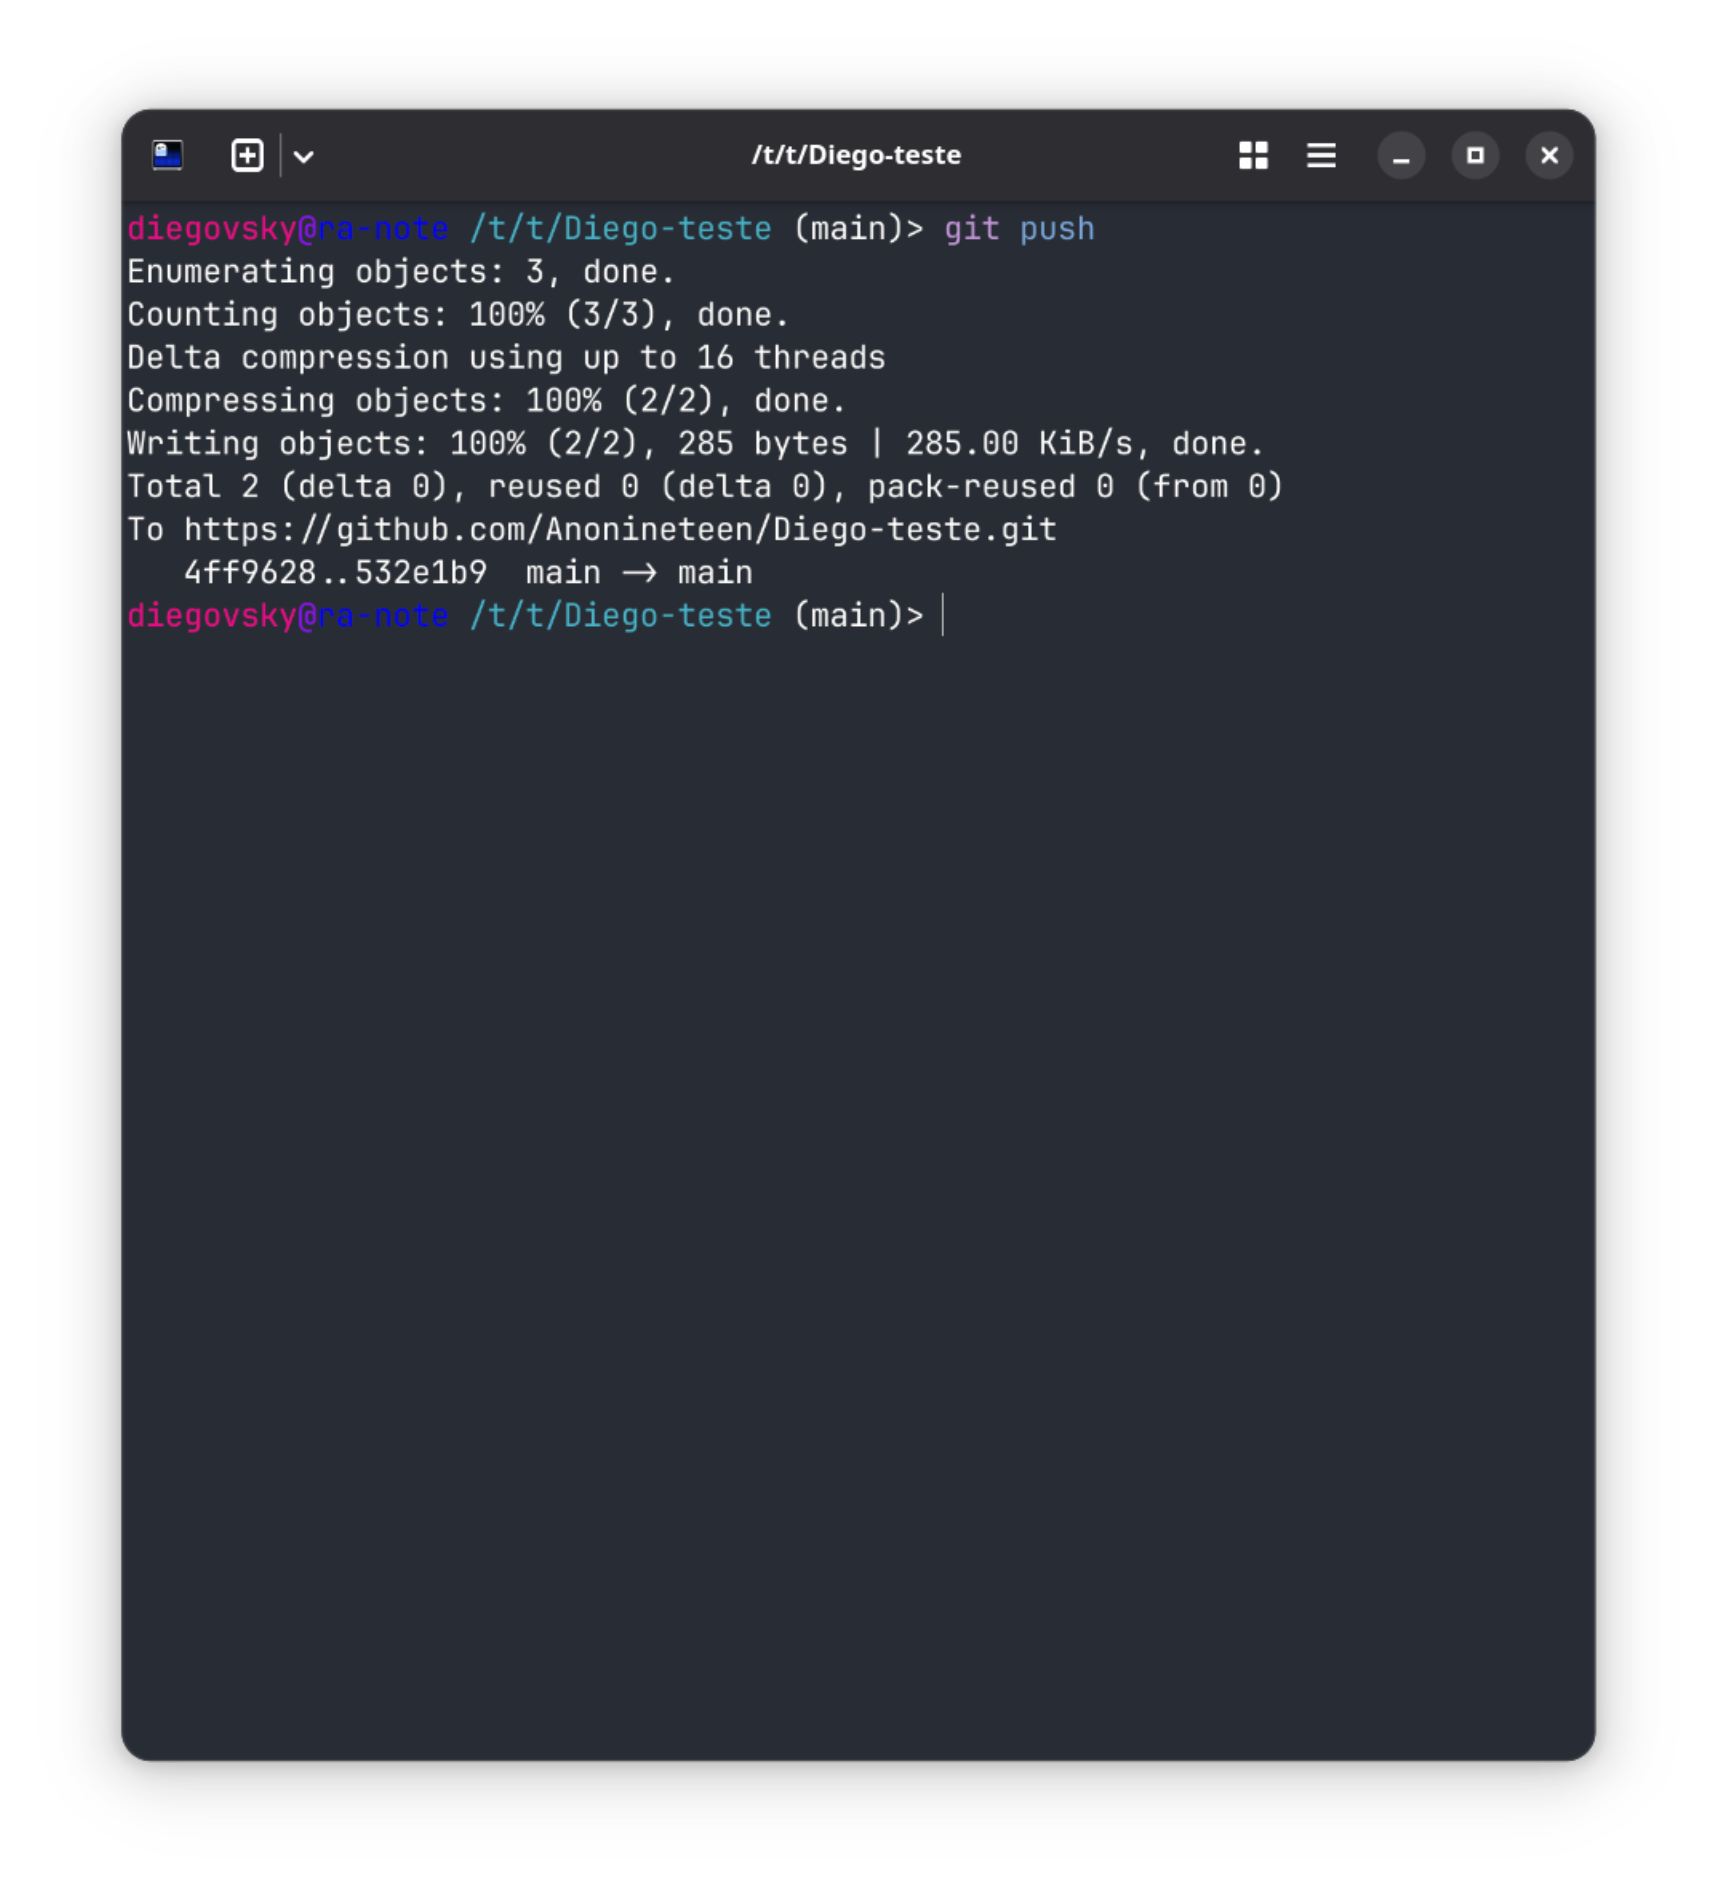 /t/t/Diego-teste
diegovsky@ra-note /t/t/Diego-teste (main)> git push
Enumerating objects: 3, done.
Counting objects: 100% (3/3), done.
Delta compression using up to 16 threads
Compressing objects: 100% (2/2), done.
Writing objects: 100% (2/2), 285 bytes | 285.00 KiB/s, done.
Total 2 (delta 0), reused 0 (delta 0), pack-reused 0 (from 0)
To https://github.com/Anonineteen/Diego-teste.git
   4ff9628..532e1b9  main -> main
diegovsky@ra-note /t/t/Diego-teste (main)>